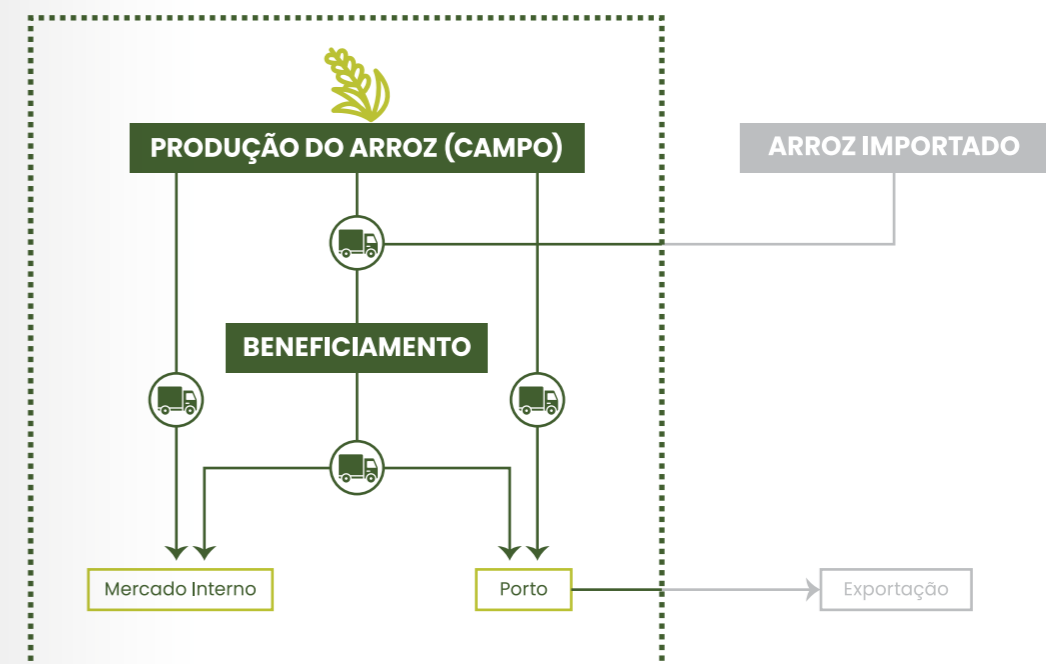 PRODUÇÃO DO ARROZ (CAMPO)
ARROZ IMPORTADO
BENEFICIAMENTO
Mercado Interno
Porto
Exportação